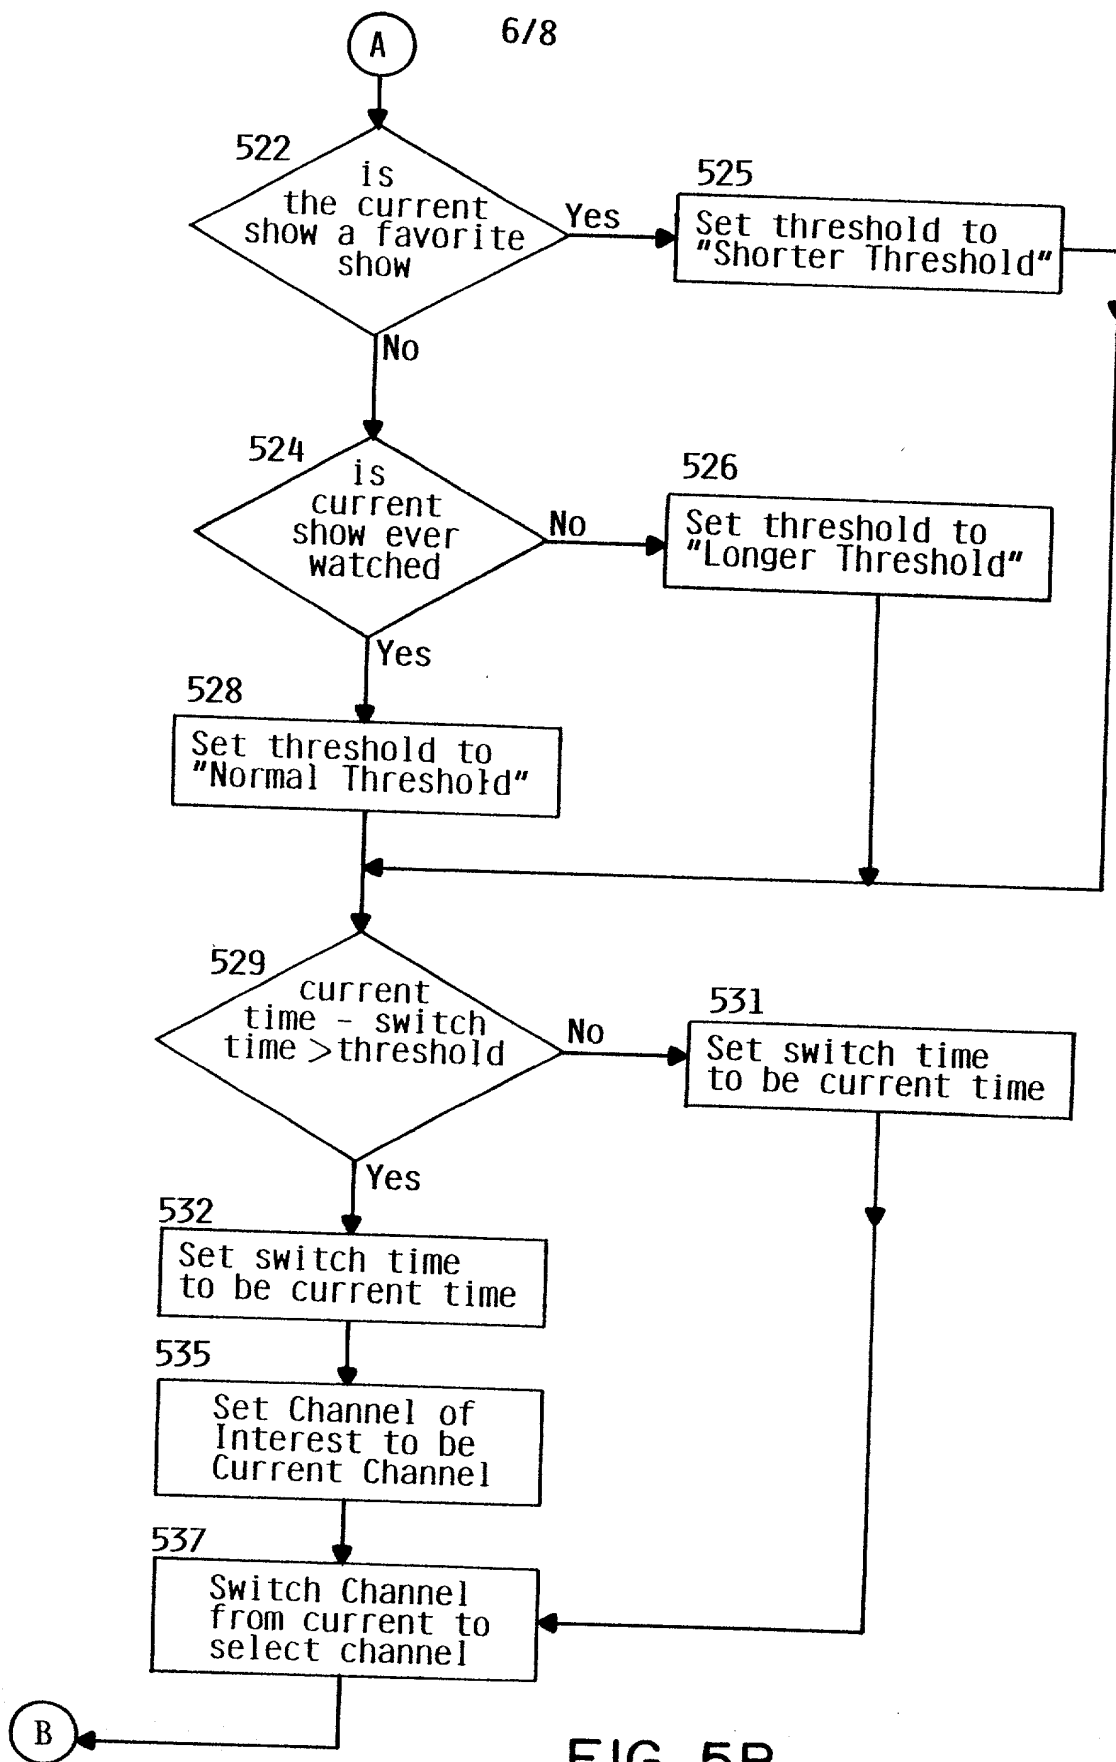 6/8
A
522
is
the current
show a favorite
show
Yes
525
Set threshold to
"Shorter Threshold"
No
524
is
current
show ever
watched
No
526
Set threshold to
"Longer Threshold"
Yes
528
Set threshold to
"Normal Threshold"
529
current
time - switch
time >threshold
No
531
Set switch time
to be current time
Yes
532
Set switch time
to be current time
535
Set Channel of
Interest to be
Current Channel
537
Switch Channel
from current to
select channel
B